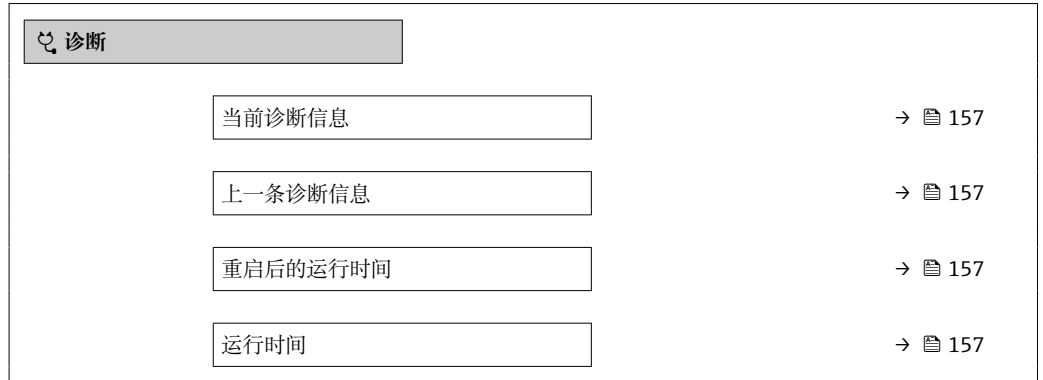 诊断
当前诊断信息 → 157
上一条诊断信息 → 157
重启后的运行时间 → 157
运行时间 → 157